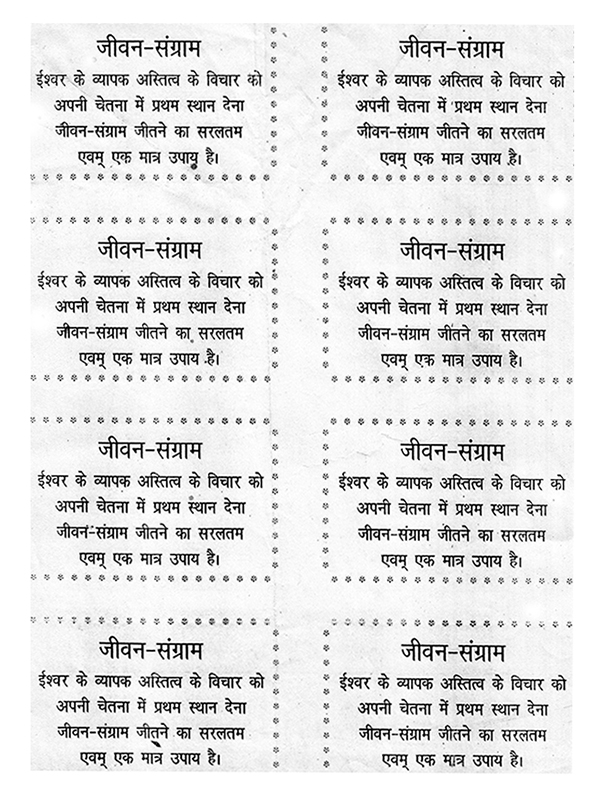 जीवन-संग्राम
ईश्वर के व्यापक अस्तित्व के विचार को
अपनी चेतना में प्रथम स्थान देना
जीवन-संग्राम जीतने का सरलतम
एवम् एक मात्र उपाय है।
जीवन-संग्राम
ईश्वर के व्यापक अस्तित्व के विचार को
अपनी चेतना में प्रथम स्थान देना
जीवन-संग्राम जीतने का सरलतम
एवम् एक मात्र उपाय है।
जीवन-संग्राम
ईश्वर के व्यापक अस्तित्व के विचार को
अपनी चेतना में प्रथम स्थान देना
जीवन-संग्राम जीतने का सरलतम
एवम् एक मात्र उपाय है।
जीवन-संग्राम
ईश्वर के व्यापक अस्तित्व के विचार को
अपनी चेतना में प्रथम स्थान देना
जीवन-संग्राम जीतने का सरलतम
एवम् एक मात्र उपाय है।
जीवन-संग्राम
ईश्वर के व्यापक अस्तित्व के विचार को
अपनी चेतना में प्रथम स्थान देना
जीवन-संग्राम जीतने का सरलतम
एवम् एक मात्र उपाय है।
जीवन-संग्राम
ईश्वर के व्यापक अस्तित्व के विचार को
अपनी चेतना में प्रथम स्थान देना
जीवन-संग्राम जीतने का सरलतम
एवम् एक मात्र उपाय है।
जीवन-संग्राम
ईश्वर के व्यापक अस्तित्व के विचार को
अपनी चेतना में प्रथम स्थान देना
जीवन-संग्राम जीतने का सरलतम
एवम् एक मात्र उपाय है।
जीवन-संग्राम
ईश्वर के व्यापक अस्तित्व के विचार को
अपनी चेतना में प्रथम स्थान देना
जीवन-संग्राम जीतने का सरलतम
एवम् एक मात्र उपाय है।